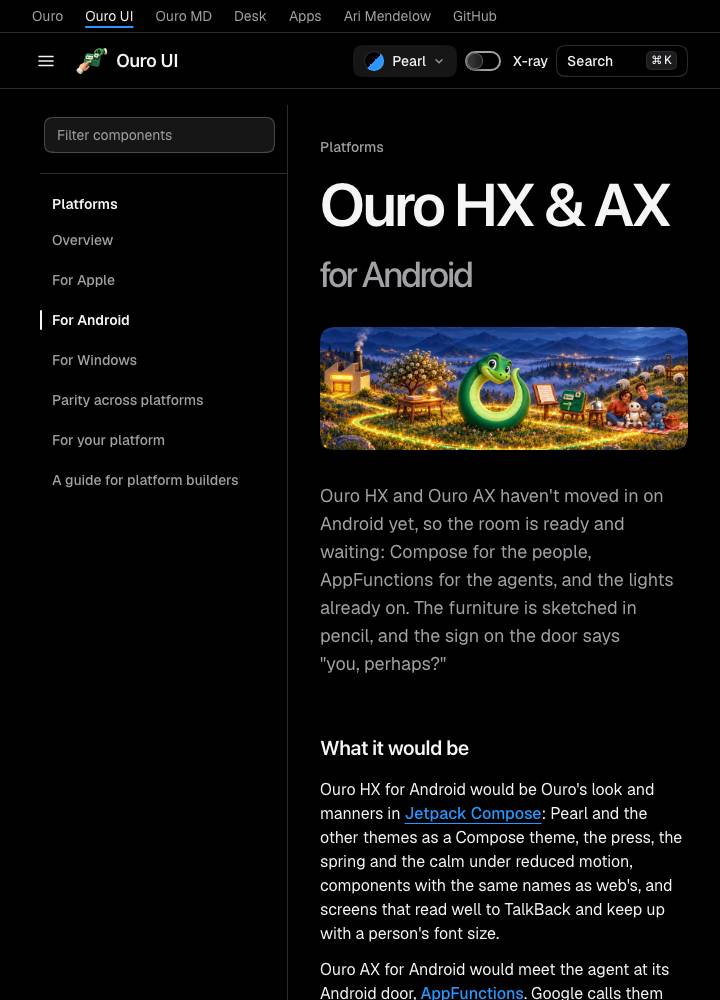 Ouro
Ouro UI
Ouro MD
Desk
Apps
Ari Mendelow
GitHub
Ouro UI
Pearl
X-ray
Search
⌘ K
Filter components
Platforms
Overview
For Apple
For Android
For Windows
Parity across platforms
For your platform
A guide for platform builders
Platforms
Ouro HX & AX
for Android
Ouro HX and Ouro AX haven't moved in on
Android yet, so the room is ready and
waiting: Compose for the people,
AppFunctions for the agents, and the lights
already on. The furniture is sketched in
pencil, and the sign on the door says
"you, perhaps?"
What it would be
Ouro HX for Android would be Ouro's look and
manners in Jetpack Compose: Pearl and the
other themes as a Compose theme, the press, the
spring and the calm under reduced motion,
components with the same names as web's, and
screens that read well to TalkBack and keep up
with a person's font size.
Ouro AX for Android would meet the agent at its
Android door, AppFunctions. Google calls them